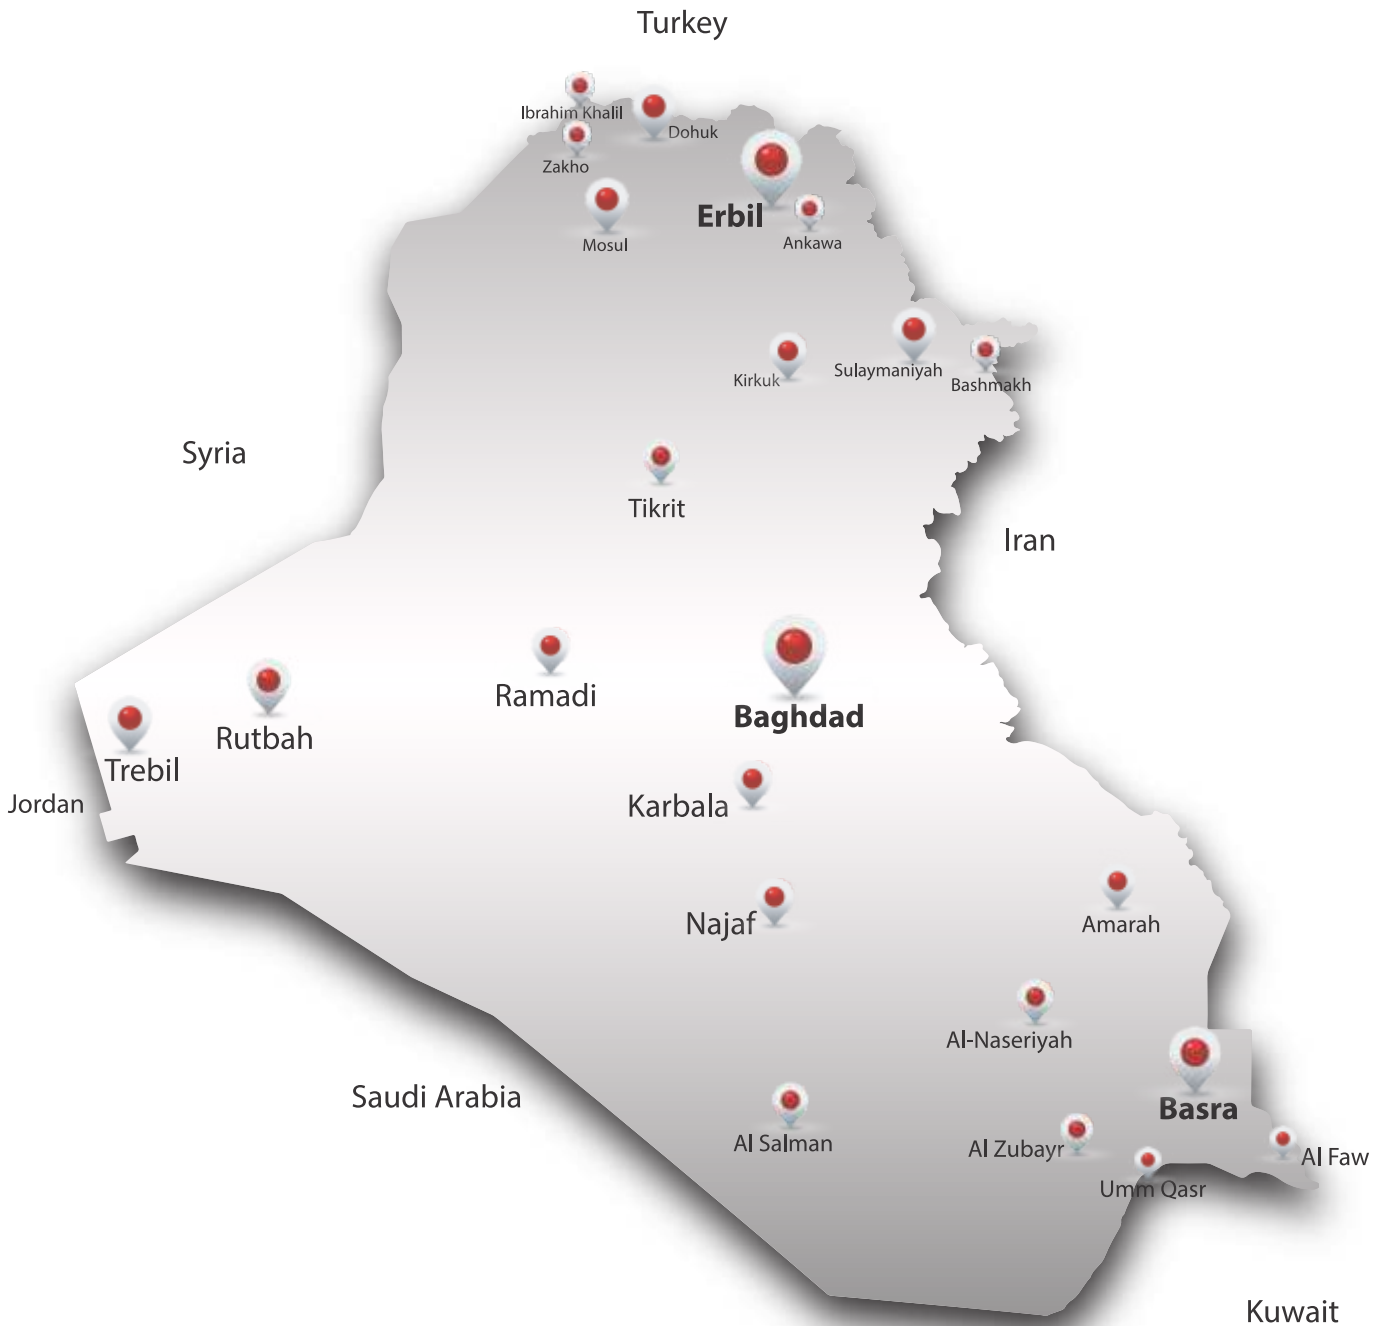 Turkey
Ibrahim Khalil
Dohuk
Zakho
Erbil
Mosul
Ankawa
Kirkuk
Sulaymaniyah
Bashmakh
Syria
Tikrit
Iran
Ramadi
Baghdad
Rutbah
Trebil
Jordan
Karbala
Najaf
Amarah
Al-Naseriyah
Saudi Arabia
Basra
Al Salman
Al Zubayr
Al Faw
Umm Qasr
Kuwait